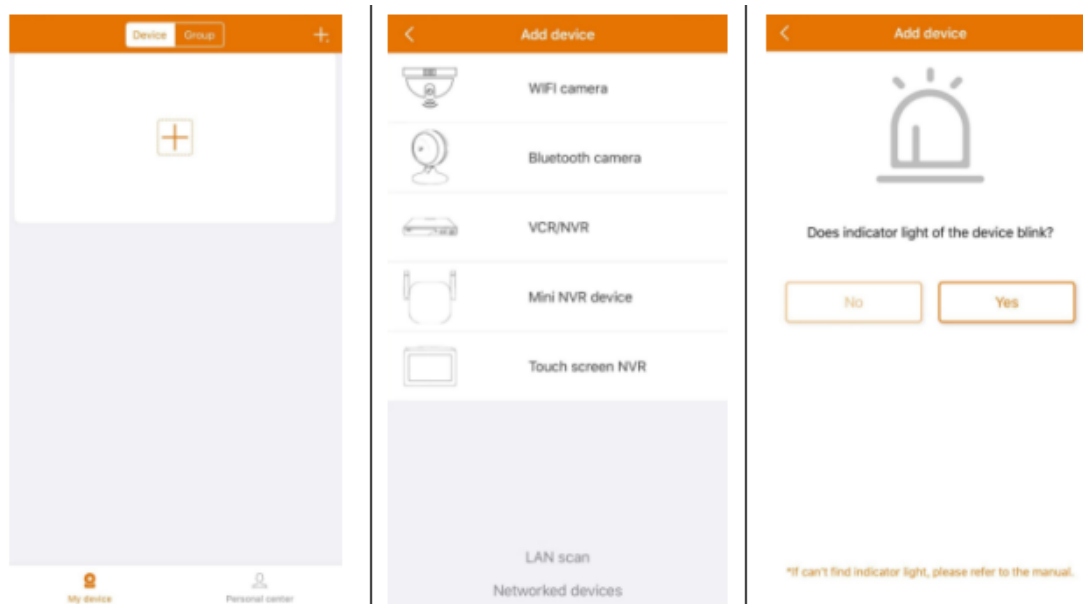 Device Group
My device
Personal center
Add device
WIFI camera
Bluetooth camera
VCR/NVR
Mini NVR device
Touch screen NVR
LAN scan
Networked devices
Add device
Does indicator light of the device blink?
No
Yes
*If can't find indicator light, please refer to the manual.